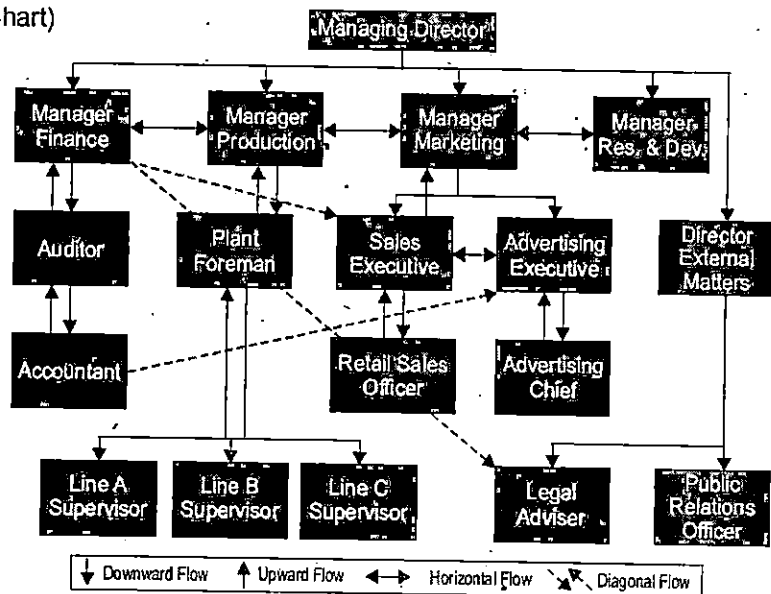 hart)
Managing Director
Manager
Finance
Manager
Production
Manager
Marketing
Manager
Res. & Dev.
Auditor
Plant
Foreman
Sales
Executive
Advertising
Executive
Director
External
Matters
Accountant
Retail Sales
Officer
Advertising
Chief
Line A
Supervisor
Line B
Supervisor
Line C
Supervisor
Legal
Adviser
Public
Relations
Officer
Downward Flow Upward Flow Horizontal Flow Diagonal Flow